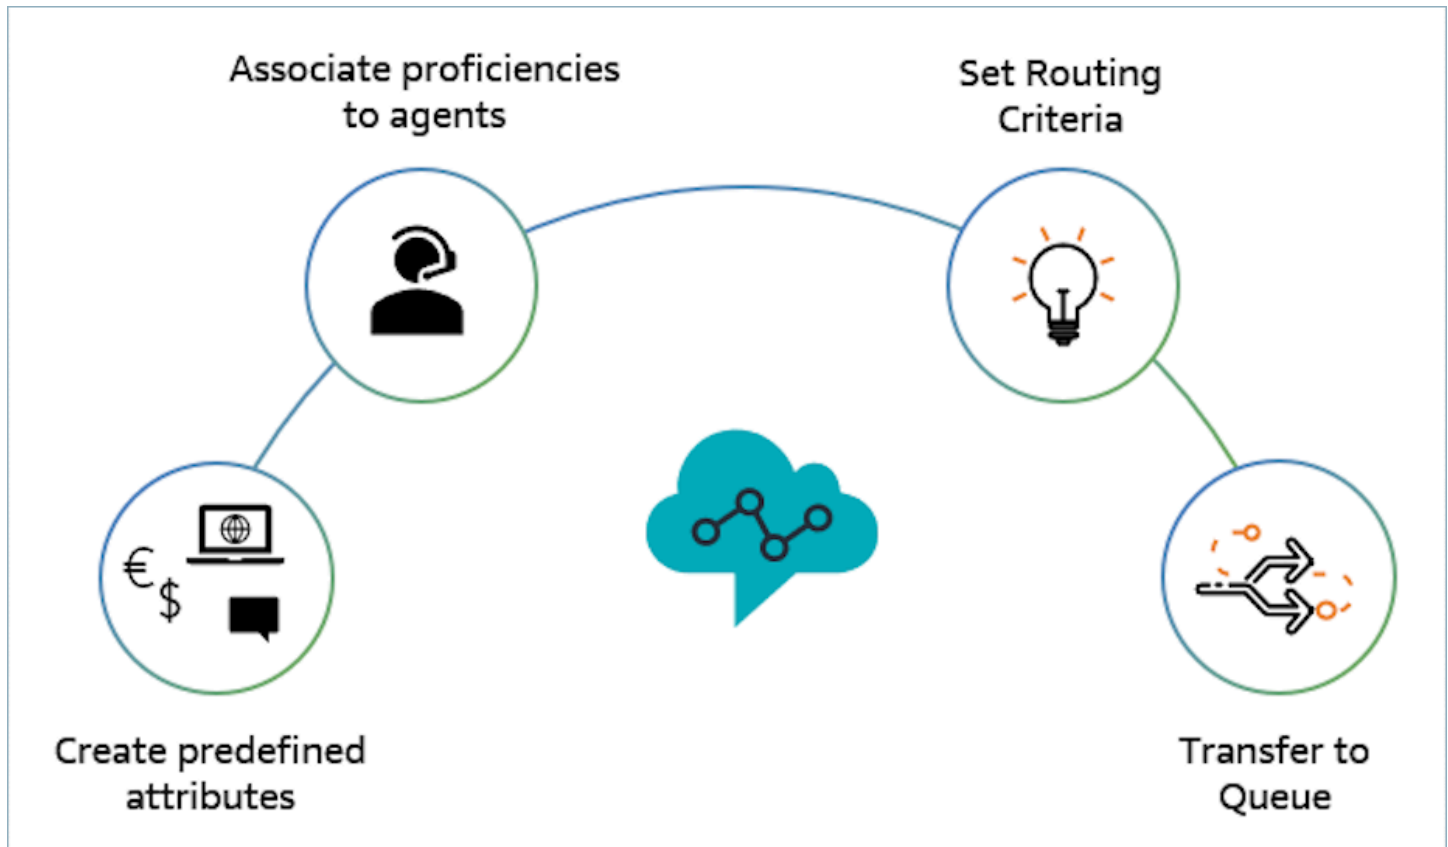 Associate proficiencies
to agents
Set Routing
Criteria
€
$
Create predefined
attributes
Transfer to
Queue